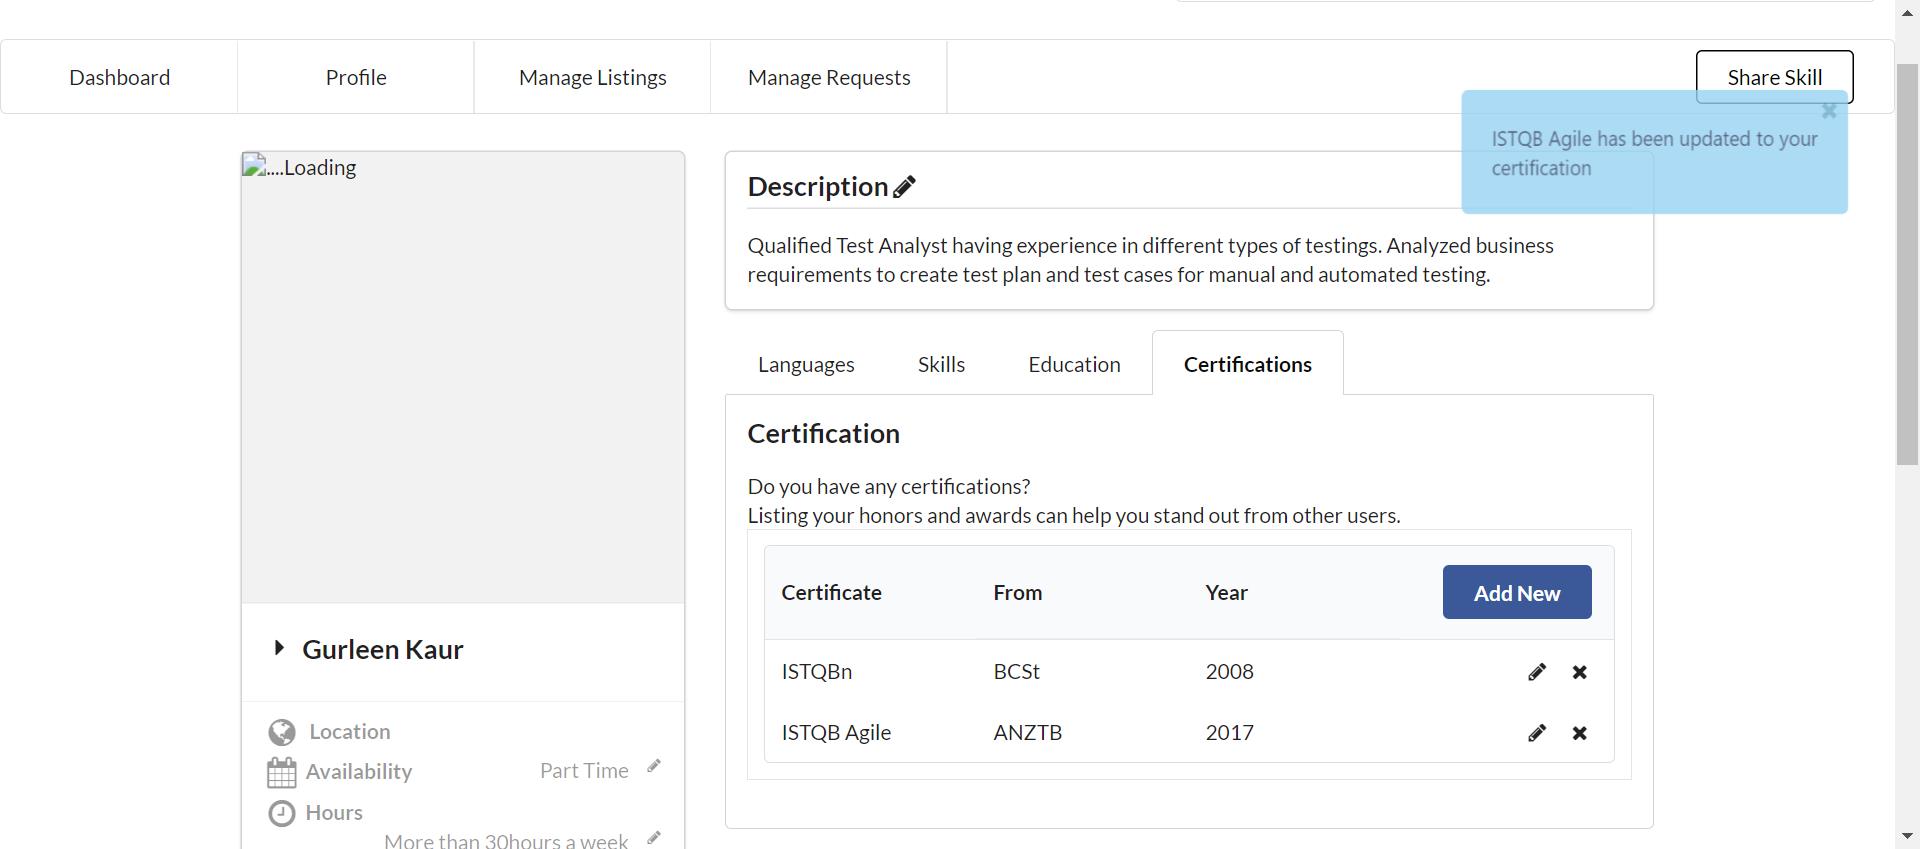 Dashboard
Profile
Manage Listings
Manage Requests
Share Skill
ISTQB Agile has been updated to your
certification
....Loading
Description
Qualified Test Analyst having experience in different types of testings. Analyzed business
requirements to create test plan and test cases for manual and automated testing.
Languages
Skills
Education
Certifications
Certification
Do you have any certifications?
Listing your honors and awards can help you stand out from other users.
Certificate From Year Add New
ISTQBn BCSt 2008
ISTQB Agile ANZTB 2017
Gurleen Kaur
Location
Availability Part Time
Hours
More than 30hours a week